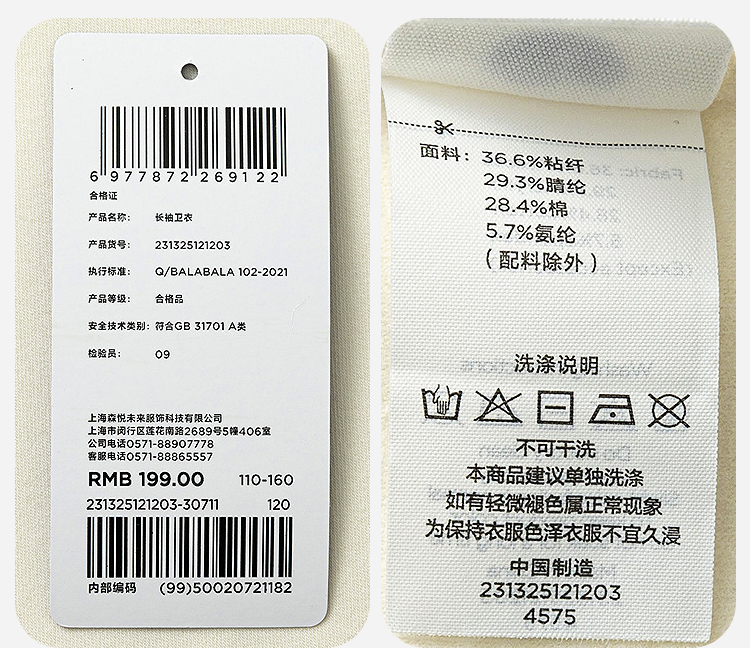 6 977872 269122
合格证
产品名称: 长袖卫衣
产品货号: 231325121203
执行标准: Q/BALABALA 102-2021
产品等级: 合格品
安全技术类别: 符合GB 31701 A类
检验员: 09
上海森悦未来服饰科技有限公司
上海市闵行区莲花南路2689号5幢406室
公司电话0571-88907778
客服电话0571-88865557
RMB 199.00 110-160
231325121203-30711 120
内部编码 (99)50020721182
面料: 36.6%粘纤
29.3%腈纶
28.4%棉
5.7%氨纶
(配料除外)
洗涤说明
不可干洗
本商品建议单独洗涤
如有轻微褪色属正常现象
为保持衣服色泽衣服不宜久浸
中国制造
231325121203
4575